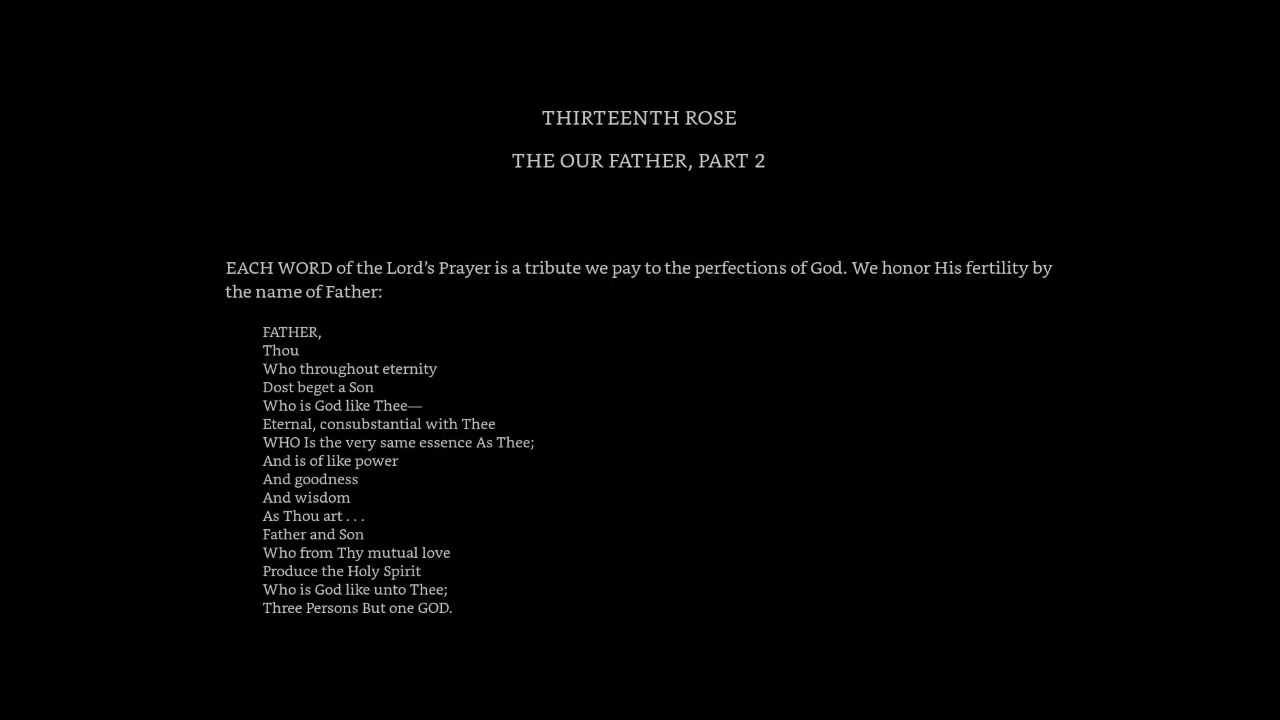 THIRTEENTH ROSE
THE OUR FATHER, PART 2
EACH WORD of the Lord’s Prayer is a tribute we pay to the perfections of God. We honor His fertility by
the name of Father:
FATHER,
Thou
Who throughout eternity
Dost beget a Son
Who is God like Thee—
Eternal, consubstantial with Thee
WHO Is the very same essence As Thee;
And is of like power
And goodness
And wisdom
As Thou art . . .
Father and Son
Who from Thy mutual love
Produce the Holy Spirit
Who is God like unto Thee;
Three Persons But one GOD.